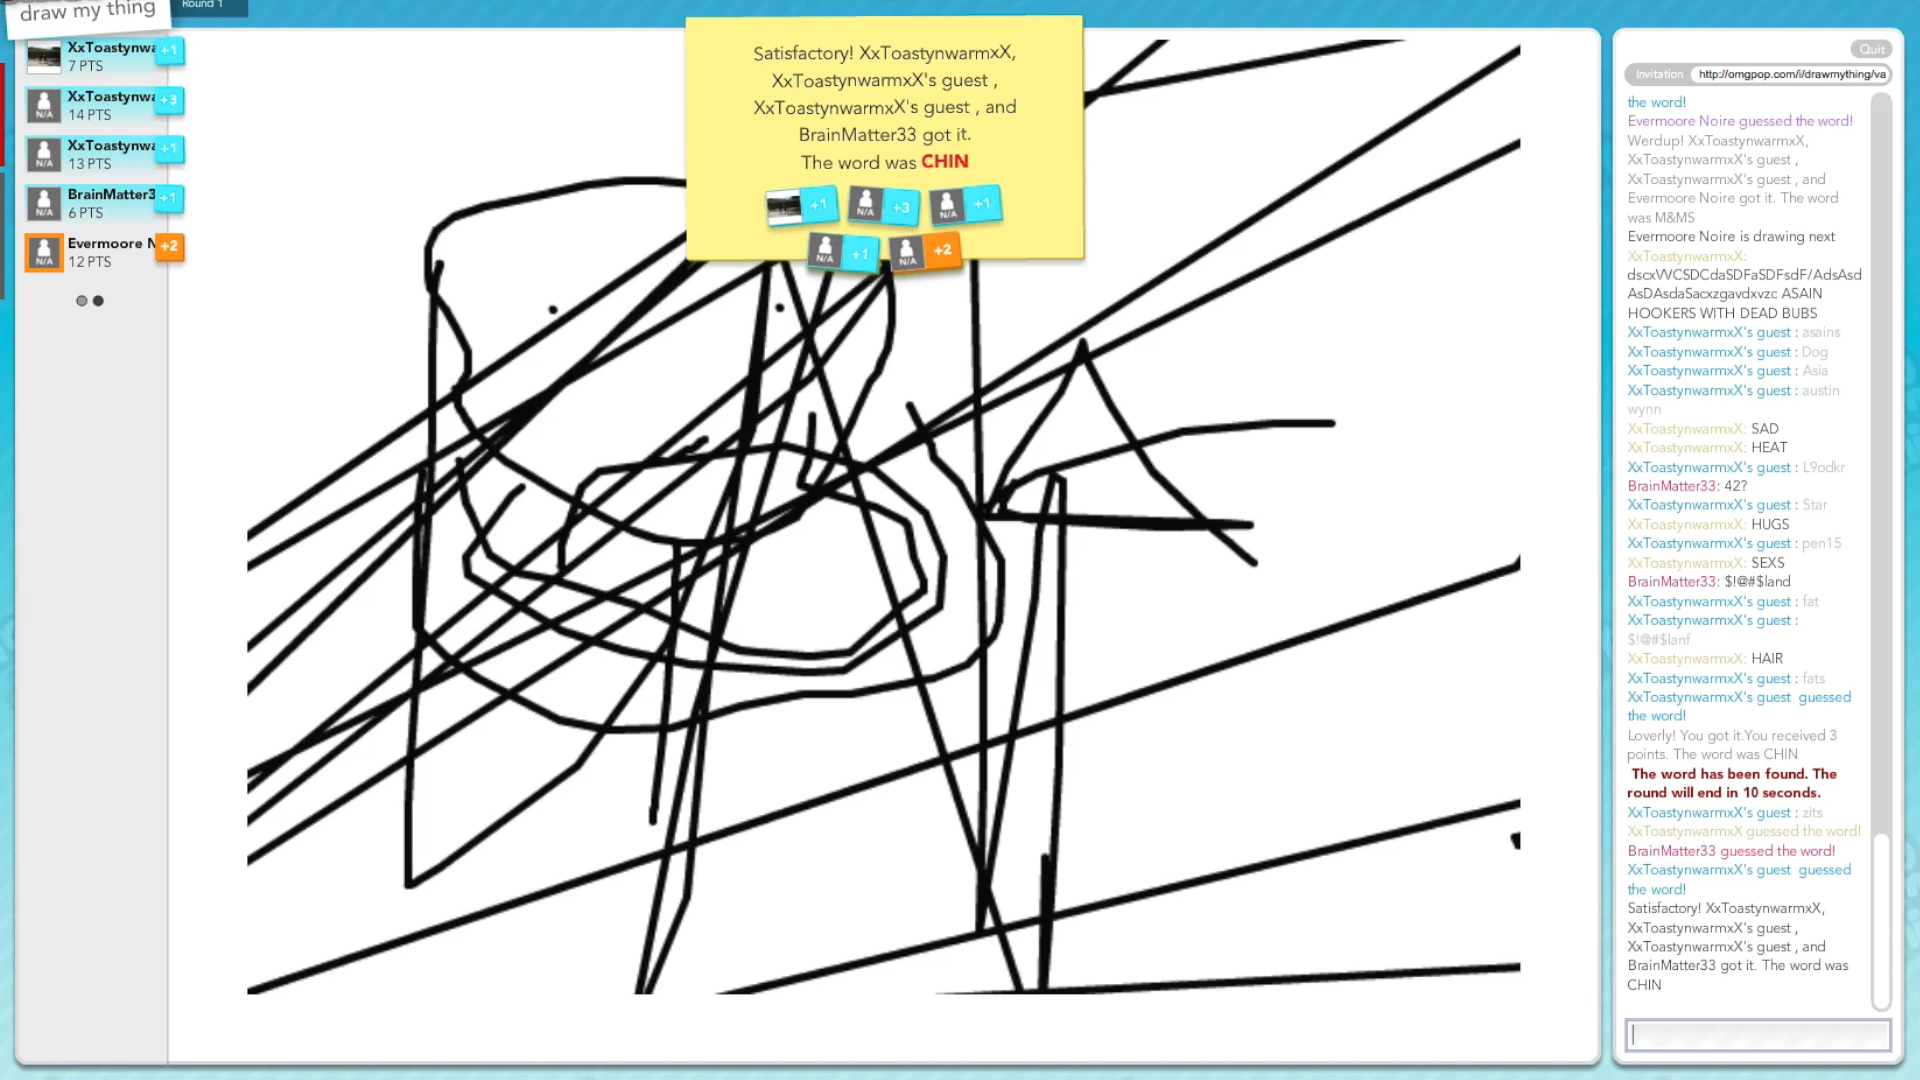 draw my thing
Round 1
XxToastynwa +1
7 PTS
XxToastynwa +3
14 PTS
XxToastynwa +1
13 PTS
BrainMatter3 +1
6 PTS
Evermoore N +2
12 PTS
N/A
N/A
N/A
N/A
Satisfactory! XxToastynwarmxX,
XxToastynwarmxX's guest ,
XxToastynwarmxX's guest , and
BrainMatter33 got it.
The word was CHIN
+1 N/A +3 N/A +1
N/A +1 N/A +2
Quit
Invitation http://omgpop.com/i/drawmything/va
the word!
Evermoore Noire guessed the word!
Werdup! XxToastynwarmxX,
XxToastynwarmxX's guest ,
XxToastynwarmxX's guest , and
Evermoore Noire got it. The word
was M&MS
Evermoore Noire is drawing next
XxToastynwarmxX:
dscxVVCSDCdaSDFaSDFsdF/AdsAsd
AsDAsdaSacxzgavdxvzc ASAIN
HOOKERS WITH DEAD BUBS
XxToastynwarmxX's guest : asains
XxToastynwarmxX's guest : Dog
XxToastynwarmxX's guest : Asia
XxToastynwarmxX's guest : austin
wynn
XxToastynwarmxX: SAD
XxToastynwarmxX: HEAT
XxToastynwarmxX's guest : L9odkr
BrainMatter33: 42?
XxToastynwarmxX's guest : Star
XxToastynwarmxX: HUGS
XxToastynwarmxX's guest : pen15
XxToastynwarmxX: SEXS
BrainMatter33: $!@#$land
XxToastynwarmxX's guest : fat
XxToastynwarmxX's guest :
$!@#$lanf
XxToastynwarmxX: HAIR
XxToastynwarmxX's guest : fats
XxToastynwarmxX's guest guessed
the word!
Loverly! You got it.You received 3
points. The word was CHIN
The word has been found. The
round will end in 10 seconds.
XxToastynwarmxX's guest : zits
XxToastynwarmxX guessed the word!
BrainMatter33 guessed the word!
XxToastynwarmxX's guest guessed
the word!
Satisfactory! XxToastynwarmxX,
XxToastynwarmxX's guest ,
XxToastynwarmxX's guest , and
BrainMatter33 got it. The word was
CHIN